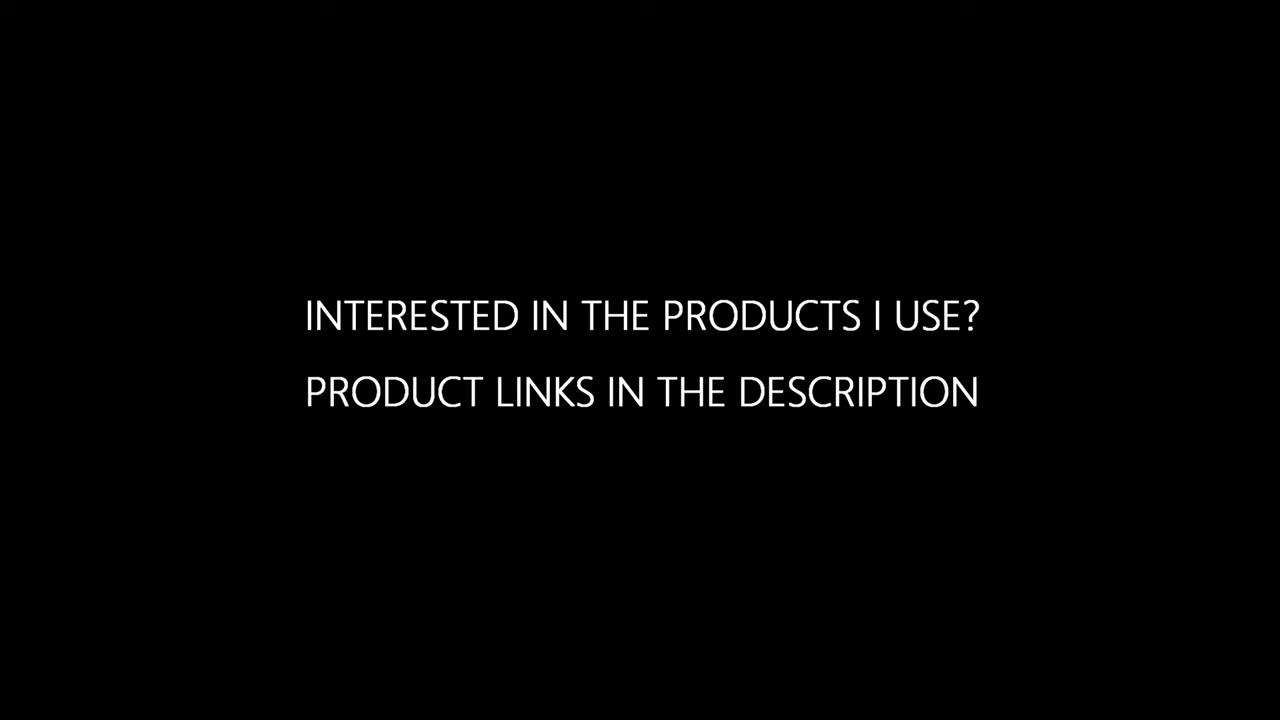 INTERESTED IN THE PRODUCTS I USE?
PRODUCT LINKS IN THE DESCRIPTION